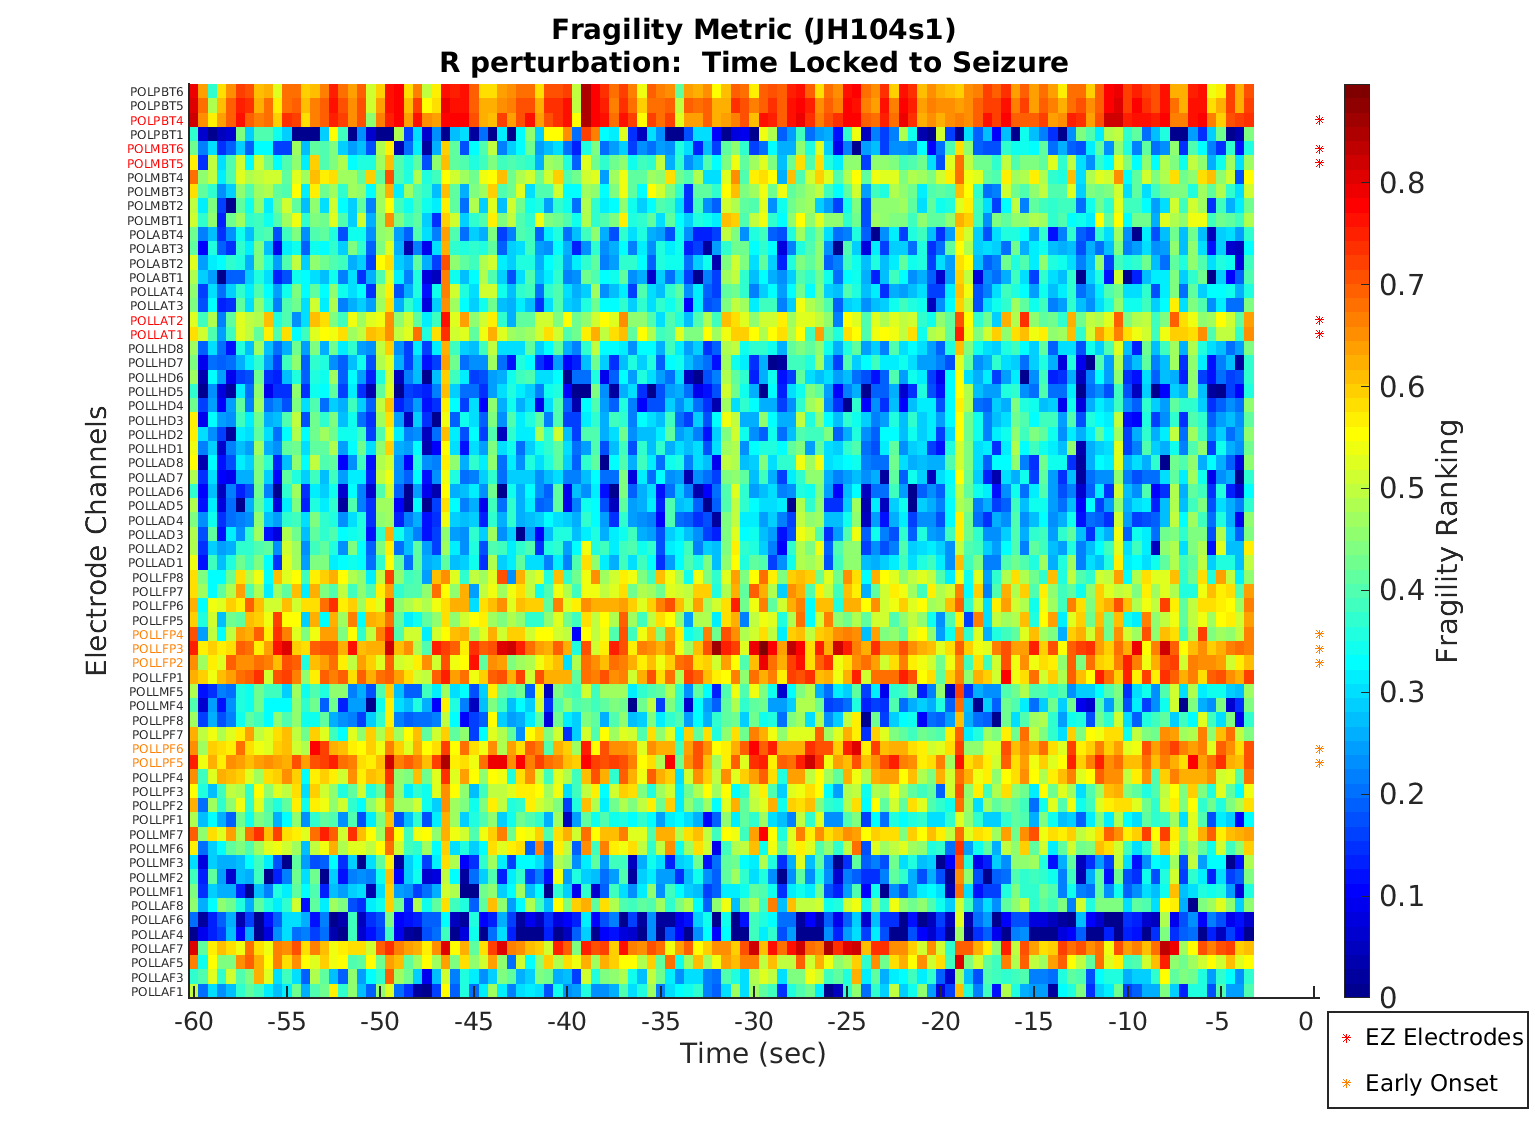 Fragility Metric (JH104s1)
R perturbation:  Time Locked to Seizure
Electrode Channels
POLPBT6
POLPBT5
POLPBT4
POLPBT1
POLMBT6
POLMBT5
POLMBT4
POLMBT3
POLMBT2
POLMBT1
POLABT4
POLABT3
POLABT2
POLABT1
POLLAT4
POLLAT3
POLLAT2
POLLAT1
POLLHD8
POLLHD7
POLLHD6
POLLHD5
POLLHD4
POLLHD3
POLLHD2
POLLHD1
POLLAD8
POLLAD7
POLLAD6
POLLAD5
POLLAD4
POLLAD3
POLLAD2
POLLAD1
POLLFP8
POLLFP7
POLLFP6
POLLFP5
POLLFP4
POLLFP3
POLLFP2
POLLFP1
POLLMF5
POLLMF4
POLLPF8
POLLPF7
POLLPF6
POLLPF5
POLLPF4
POLLPF3
POLLPF2
POLLPF1
POLLMF7
POLLMF6
POLLMF3
POLLMF2
POLLMF1
POLLAF8
POLLAF6
POLLAF4
POLLAF7
POLLAF5
POLLAF3
POLLAF1
-60 -55 -50 -45 -40 -35 -30 -25 -20 -15 -10 -5 0
Time (sec)
0.8
0.7
0.6
0.5
0.4
0.3
0.2
0.1
0
Fragility Ranking
EZ Electrodes
Early Onset